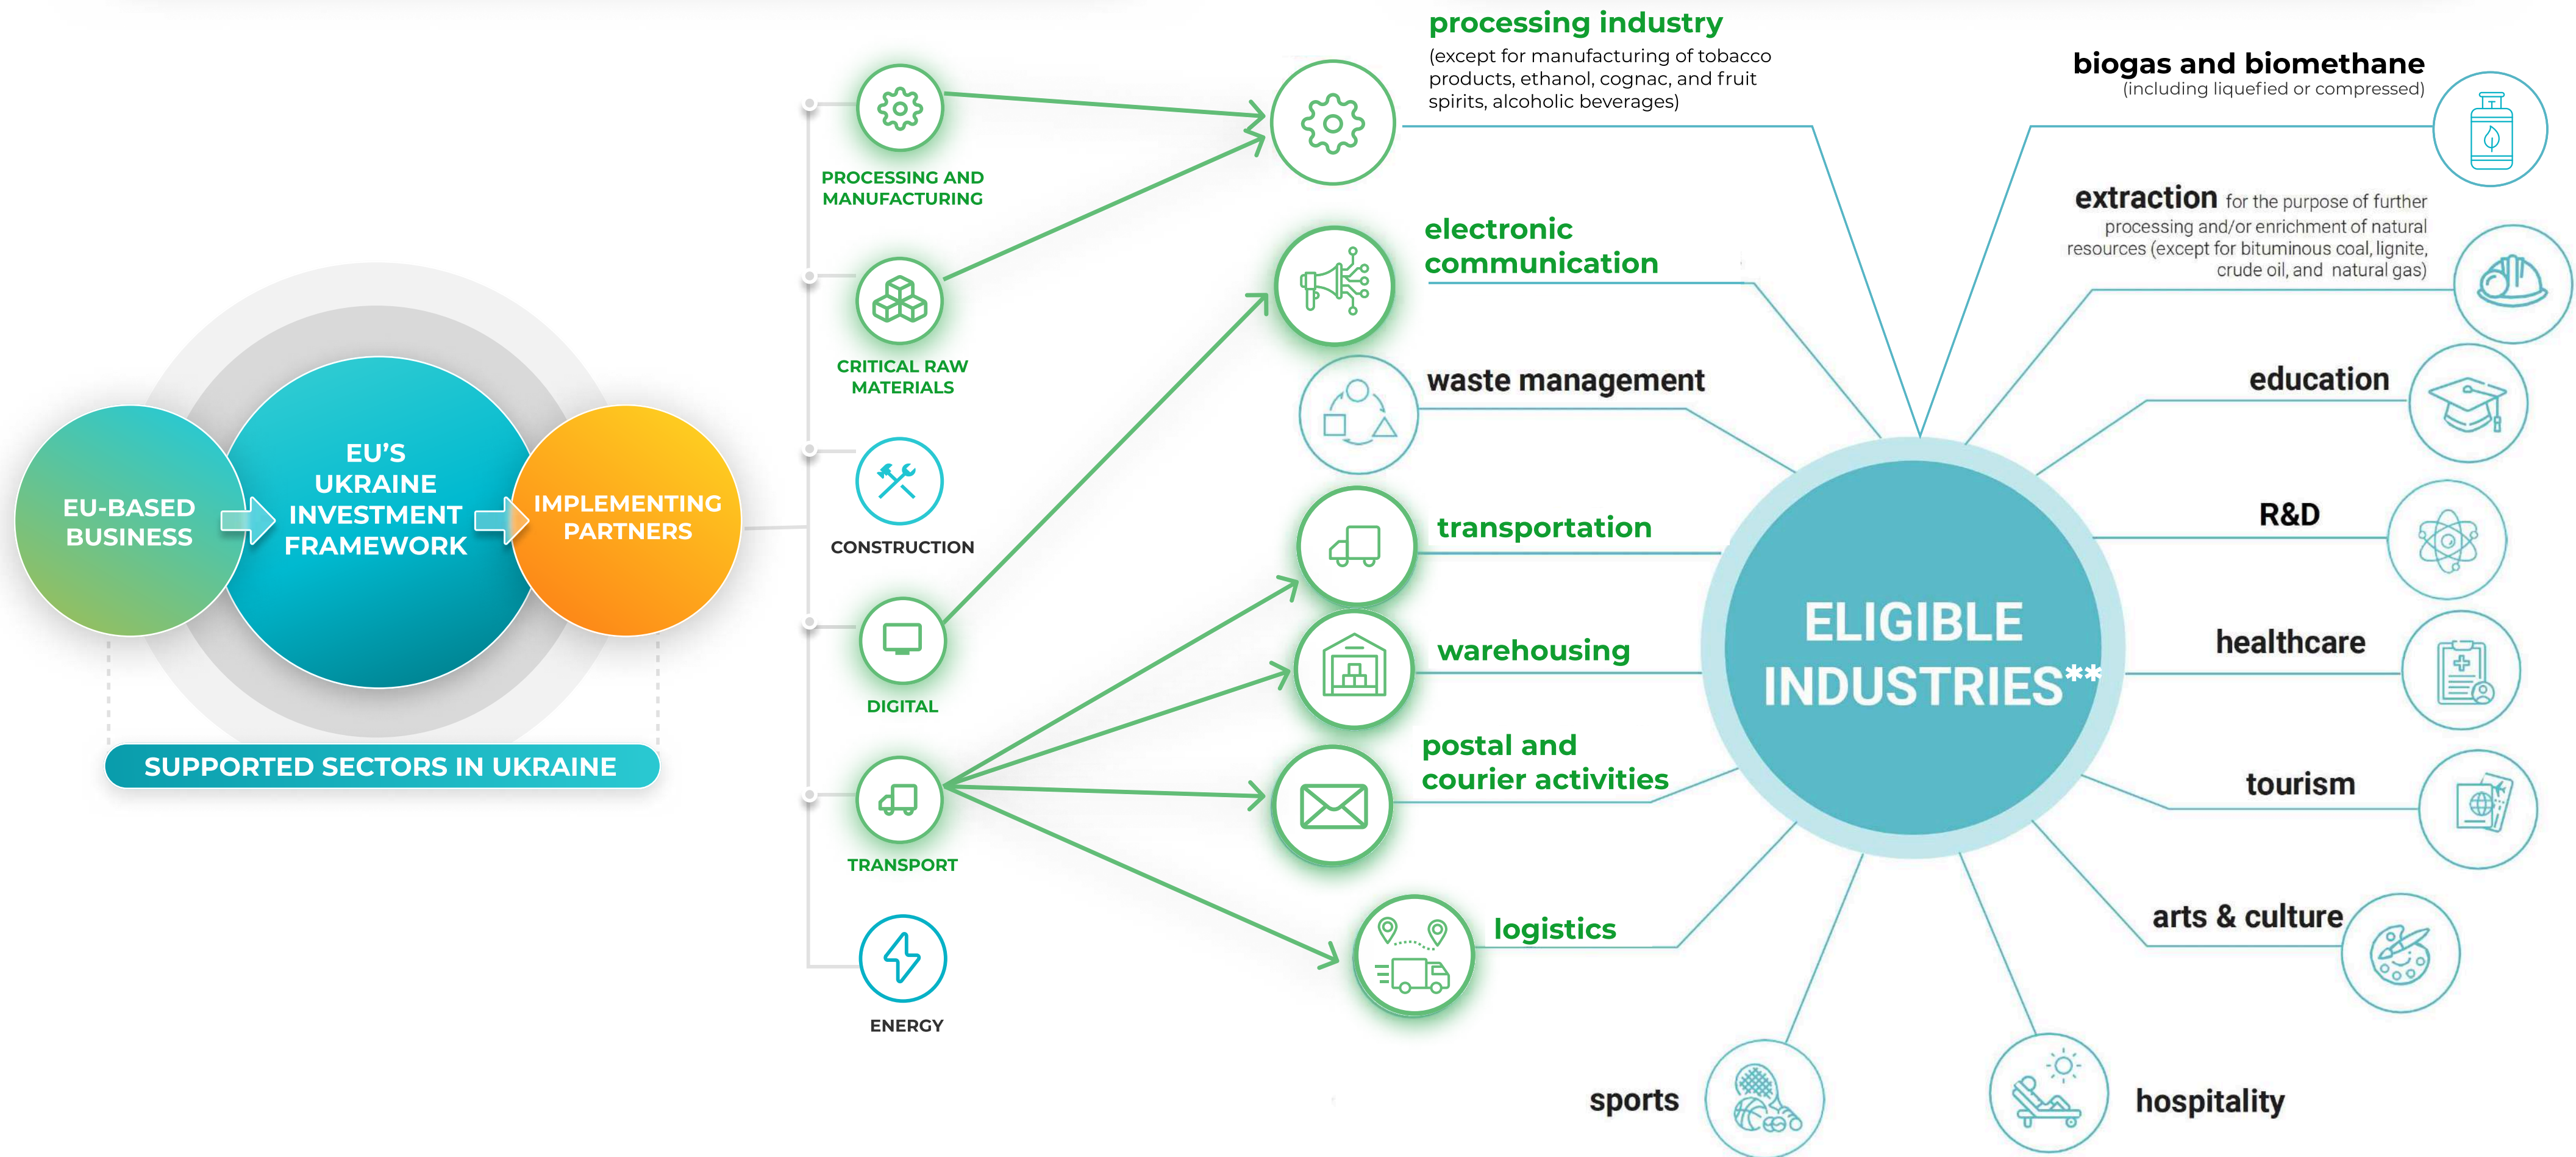 EU-BASED
BUSINESS
EU’S
UKRAINE
INVESTMENT
FRAMEWORK
IMPLEMENTING
PARTNERS
SUPPORTED SECTORS IN UKRAINE
PROCESSING AND
MANUFACTURING
CRITICAL RAW
MATERIALS
CONSTRUCTION
DIGITAL
TRANSPORT
ENERGY
processing industry
(except for manufacturing of tobacco
products, ethanol, cognac, and fruit
spirits, alcoholic beverages)
electronic
communication
waste management
transportation
warehousing
postal and
courier activities
logistics
sports
ELIGIBLE
INDUSTRIES**
biogas and biomethane
(including liquefied or compressed)
extraction for the purpose of further
processing and/or enrichment of natural
resources (except for bituminous coal, lignite,
crude oil, and natural gas)
education
R&D
healthcare
tourism
arts & culture
hospitality